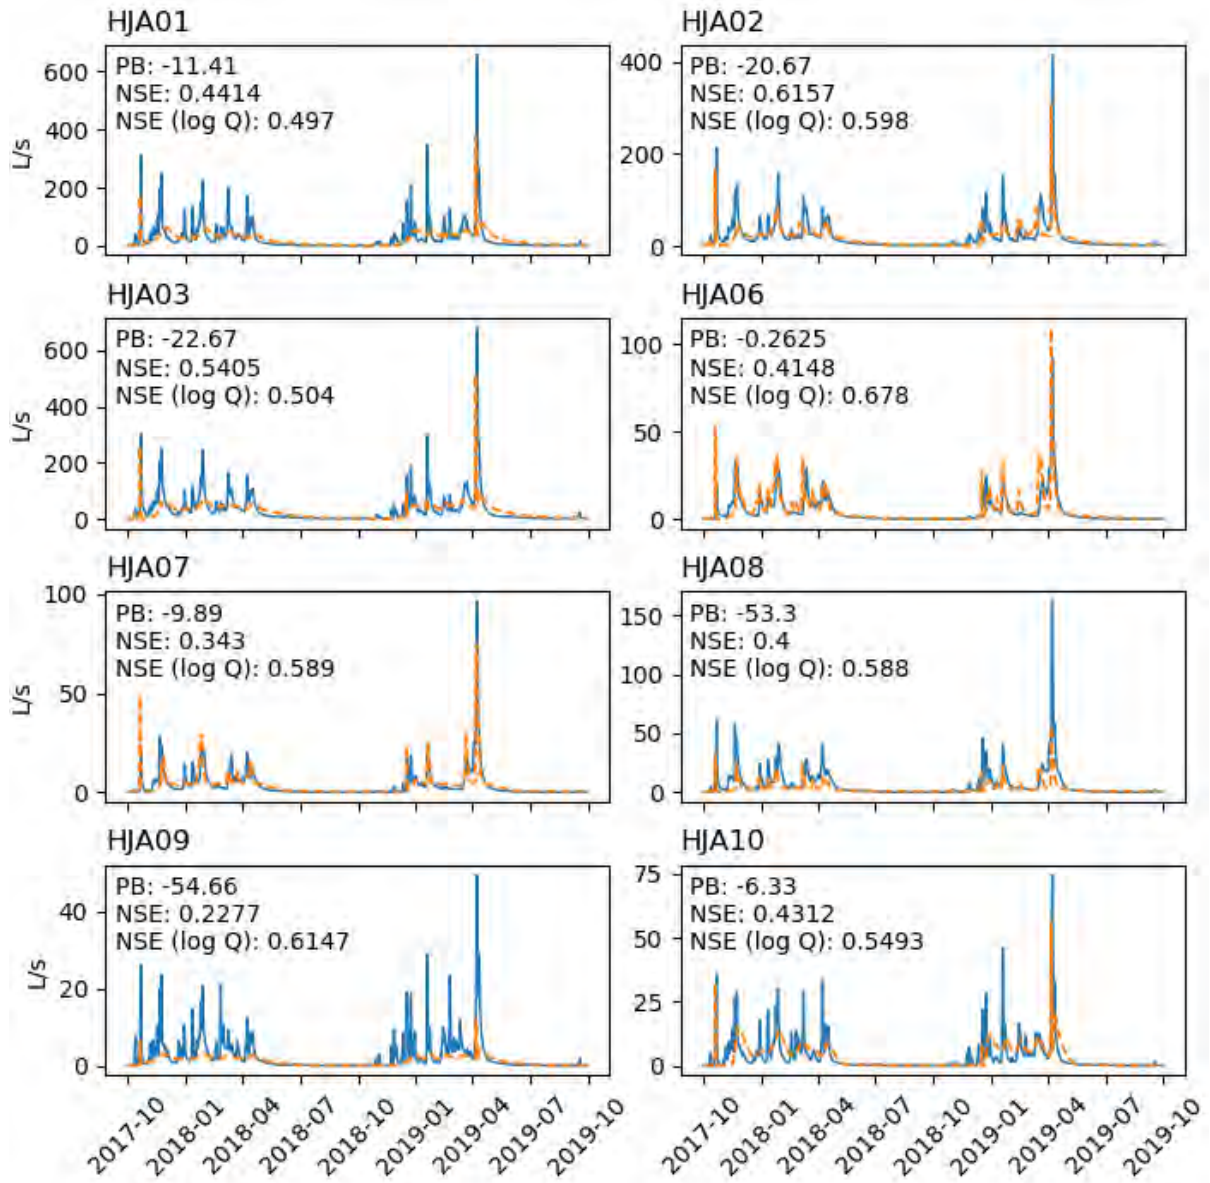 HJA01
PB: -11.41
NSE: 0.4414
NSE (log Q): 0.497
600
400
200
0
L/s
HJA02
PB: -20.67
NSE: 0.6157
NSE (log Q): 0.598
400
200
0
HJA03
PB: -22.67
NSE: 0.5405
NSE (log Q): 0.504
600
400
200
0
L/s
HJA06
PB: -0.2625
NSE: 0.4148
NSE (log Q): 0.678
100
50
0
HJA07
PB: -9.89
NSE: 0.343
NSE (log Q): 0.589
100
50
0
L/s
HJA08
PB: -53.3
NSE: 0.4
NSE (log Q): 0.588
150
100
50
0
HJA09
PB: -54.66
NSE: 0.2277
NSE (log Q): 0.6147
40
20
0
L/s
2017-10
2018-01
2018-04
2018-07
2018-10
2019-01
2019-04
2019-07
2019-10
HJA10
PB: -6.33
NSE: 0.4312
NSE (log Q): 0.5493
75
50
25
0
2017-10
2018-01
2018-04
2018-07
2018-10
2019-01
2019-04
2019-07
2019-10